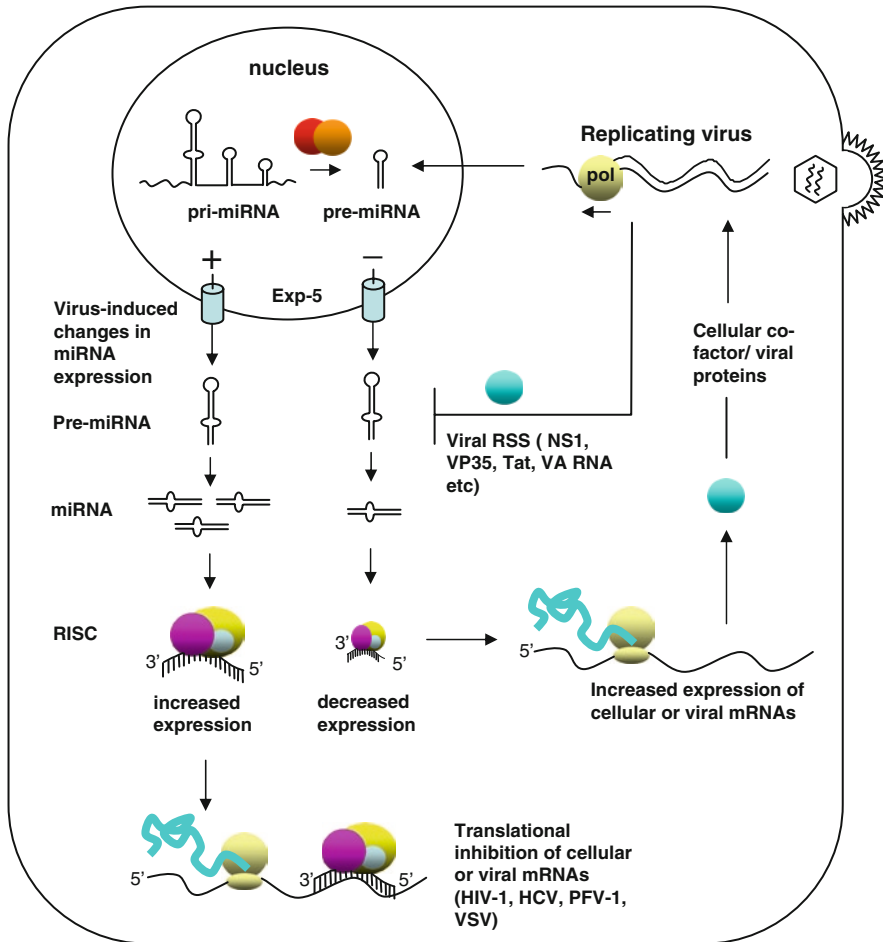 nucleus
pri-miRNA
pre-miRNA
Replicating virus
pol
+
–
Exp-5
Virus-induced
changes in
miRNA
expression
Cellular co-
factor/ viral
proteins
Pre-miRNA
Viral RSS ( NS1,
VP35, Tat, VA RNA
etc)
miRNA
RISC
3’
5’
3’
5’
5’
increased
expression
decreased
expression
Increased expression of
cellular or viral mRNAs
5’
3’
5’
Translational
inhibition of cellular
or viral mRNAs
(HIV-1, HCV, PFV-1,
VSV)